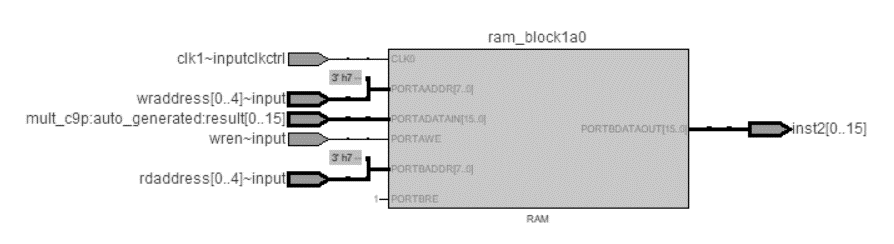 ram_block1a0
clk1~inputclkctrl
CLK0
3' h7 --
PORTAADDR[7..0]
wraddress[0..4]~input
mult_c9p:auto_generated:result[0..15]
PORTADATAIN[15..0]
wren~input
PORTAWE
PORTBDATAOUT[15..0]
inst2[0..15]
3' h7 --
PORTBADDR[7..0]
rdaddress[0..4]~input
1
PORTBRE
RAM